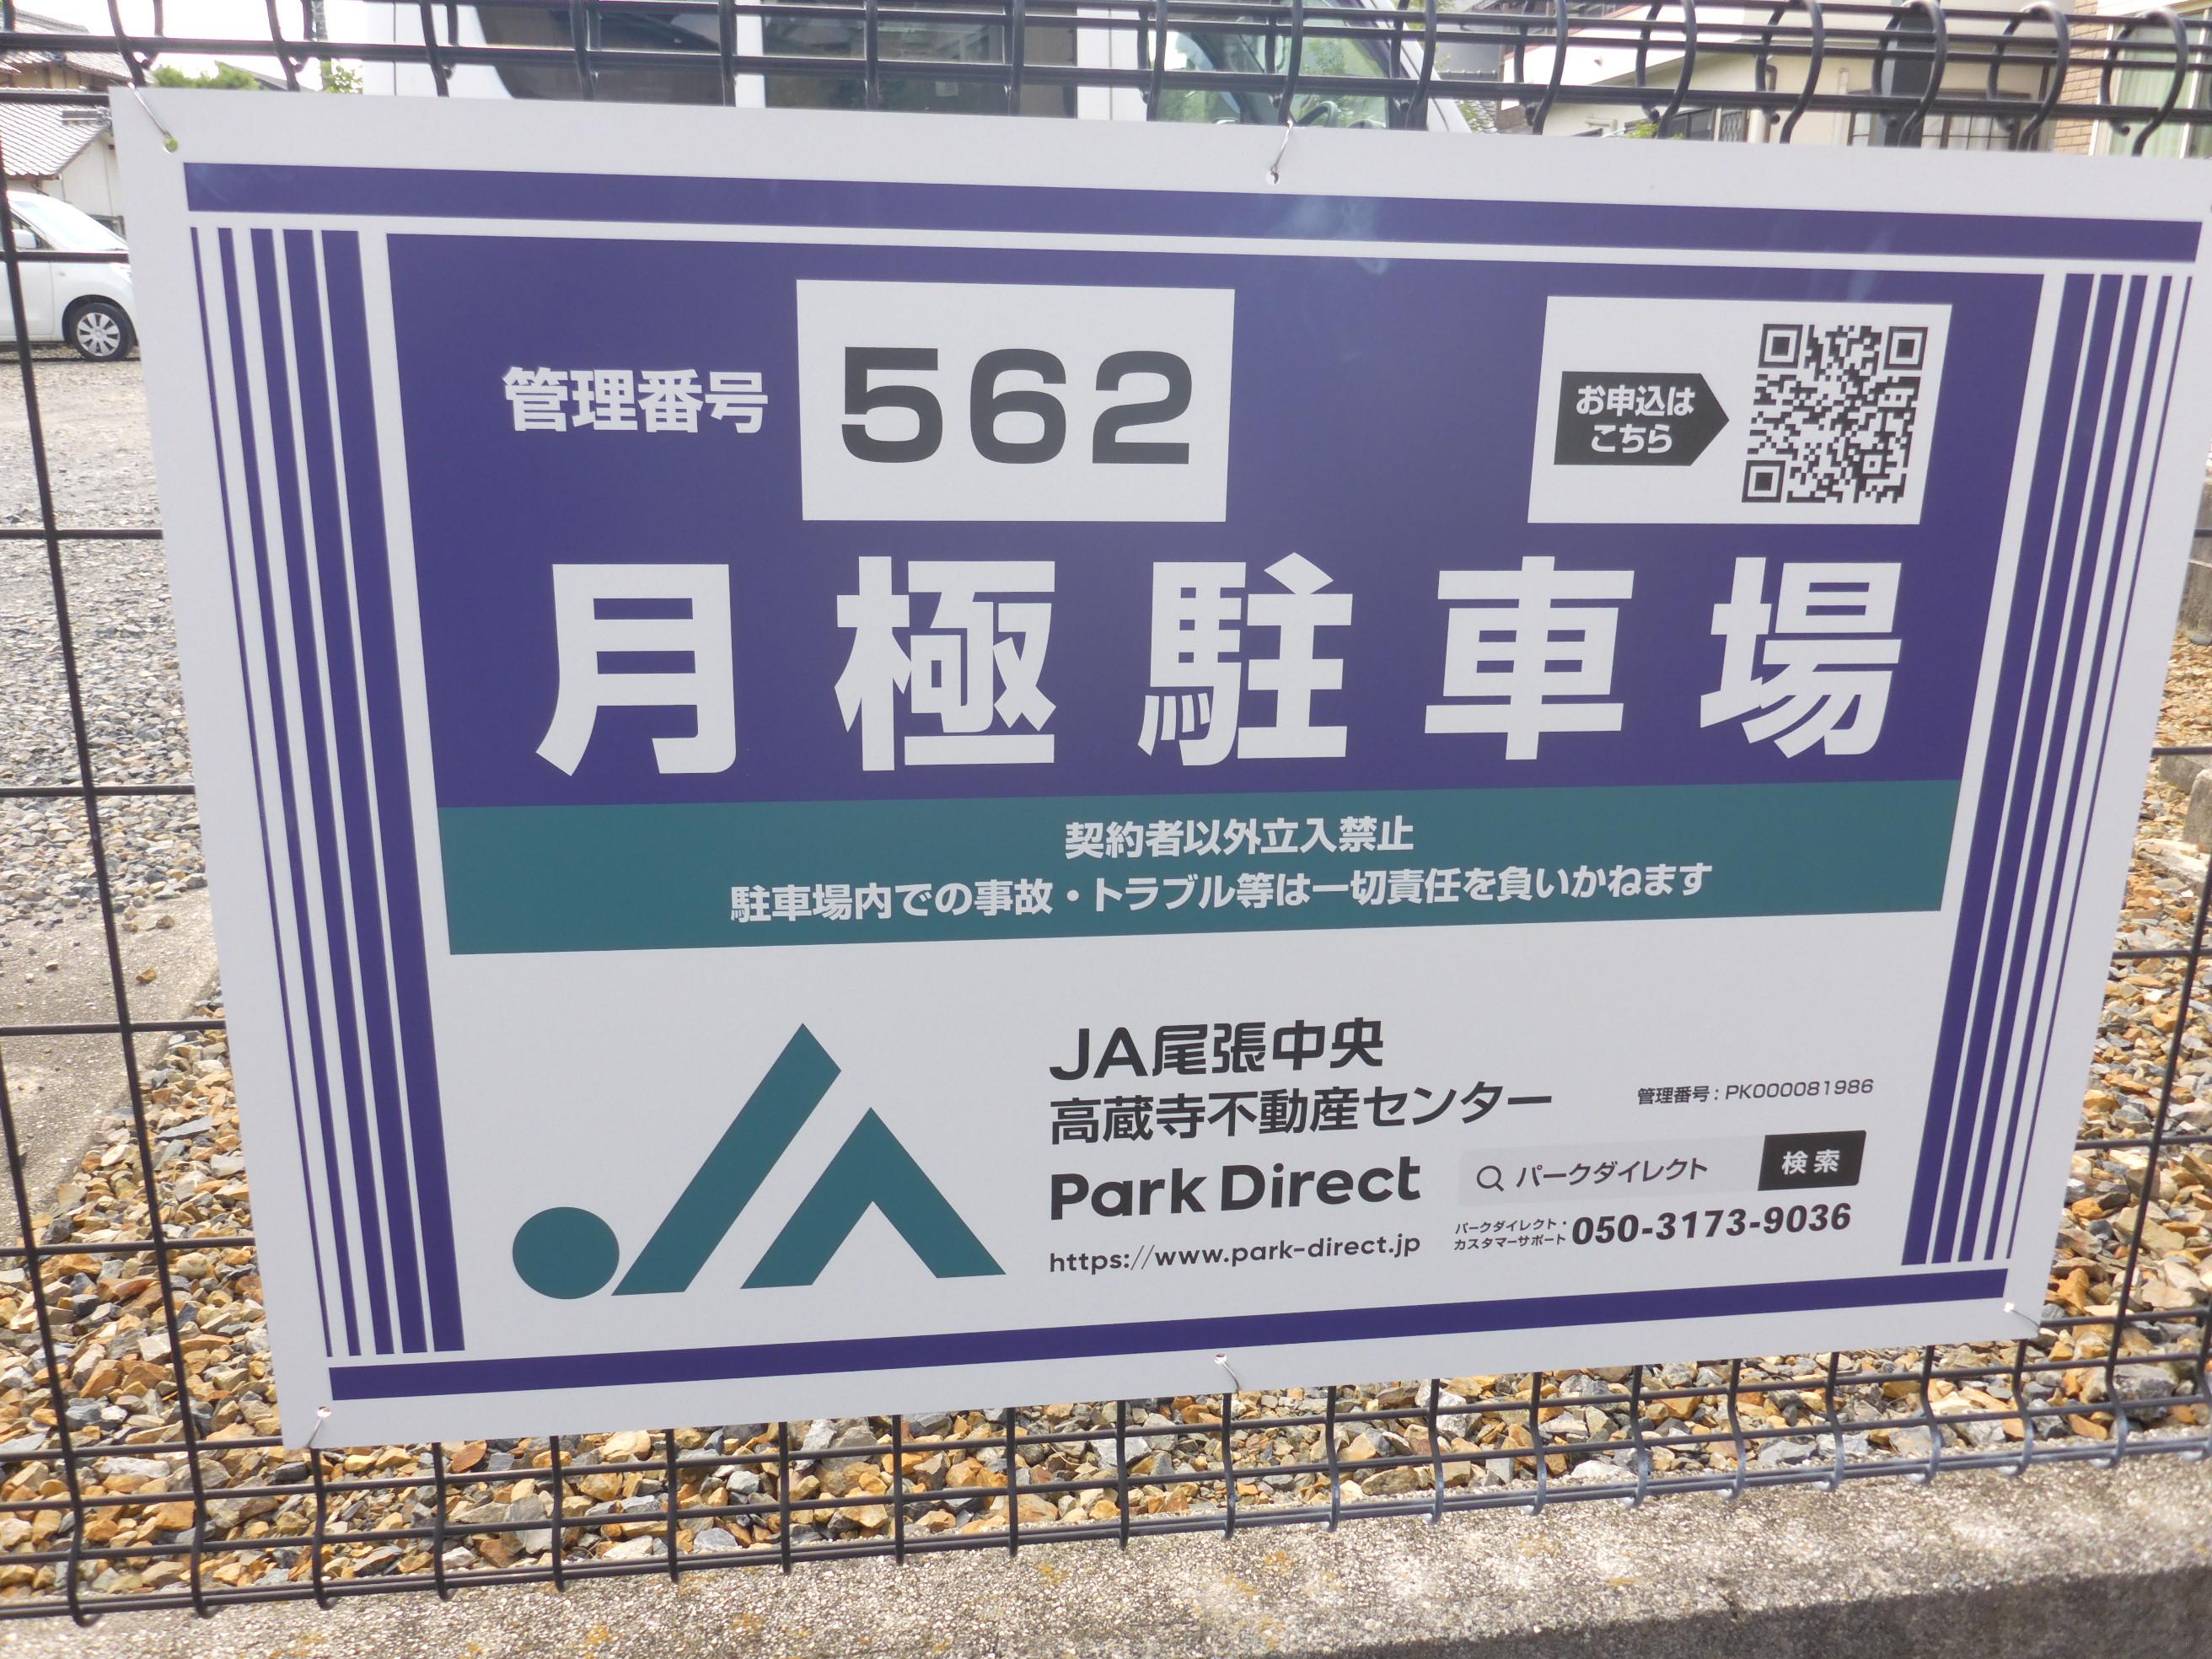 管理番号 562
お申込は
こちら
月極駐車場
契約者以外立入禁止
駐車場内での事故・トラブル等は一切責任を負いかねます
JA
JA尾張中央
高蔵寺不動産センター
管理番号 : PK000081986
Park Direct
パークダイレクト 検索
https://www.park-direct.jp
パークダイレクト・
カスタマーサポート 050-3173-9036